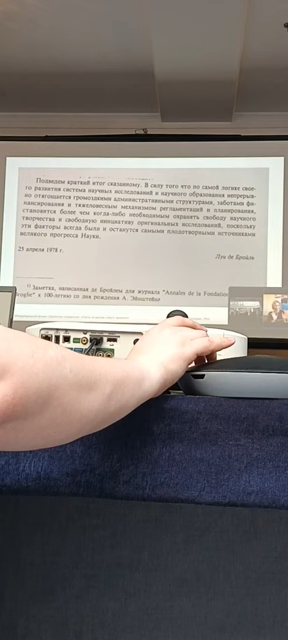 Подведем краткий итог сказанному. В силу того что по самой логике свое-
го развития система научных исследований и научного образования непрерыв-
но отягощается громоздкими административными структурами, заботами фи-
нансирования и тяжеловесным механизмом регламентаций и планирования,
становится более чем когда-либо необходимым охранять свободу научного
творчества и свободную инициативу оригинальных исследований, поскольку
эти факторы всегда были и останутся самыми плодотворными источниками
великого прогресса Науки.
25 апреля 1978 г.
Луи де Бройль
Заметка, написанная де Бройлем для журнала "Annales de la Fondation
Broglie" к 100-летию со дня рождения А. Эйнштейна